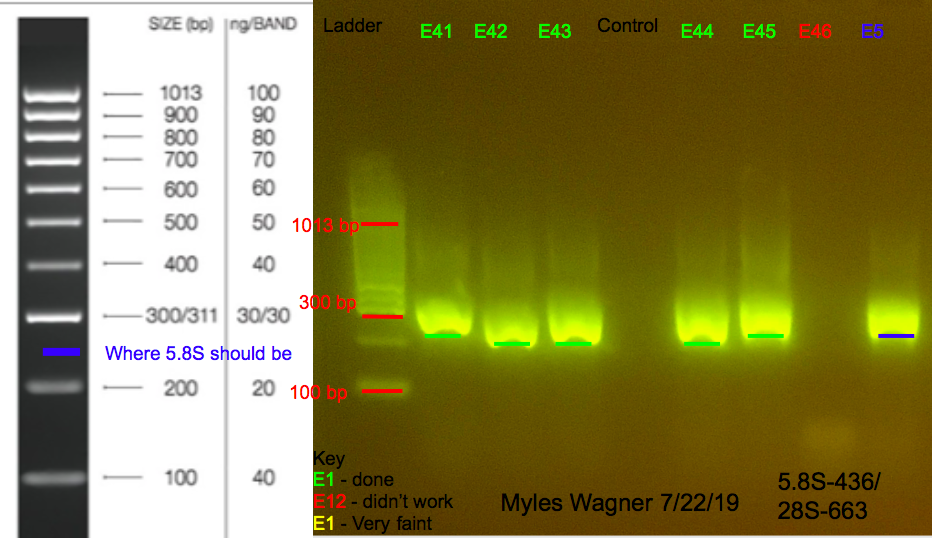 SIZE (bp) ng/BAND
1013 100
900 90
800 80
700 70
600 60
500 50
400 40
300/311 30/30
Where 5.8S should be
200 20
100 40
Ladder E41 E42 E43 Control E44 E45 E46 E5
1013 bp
300 bp
100 bp
Key
E1 - done
E12 - didn't work
E1 - Very faint
Myles Wagner 7/22/19
5.8S-436/
28S-663